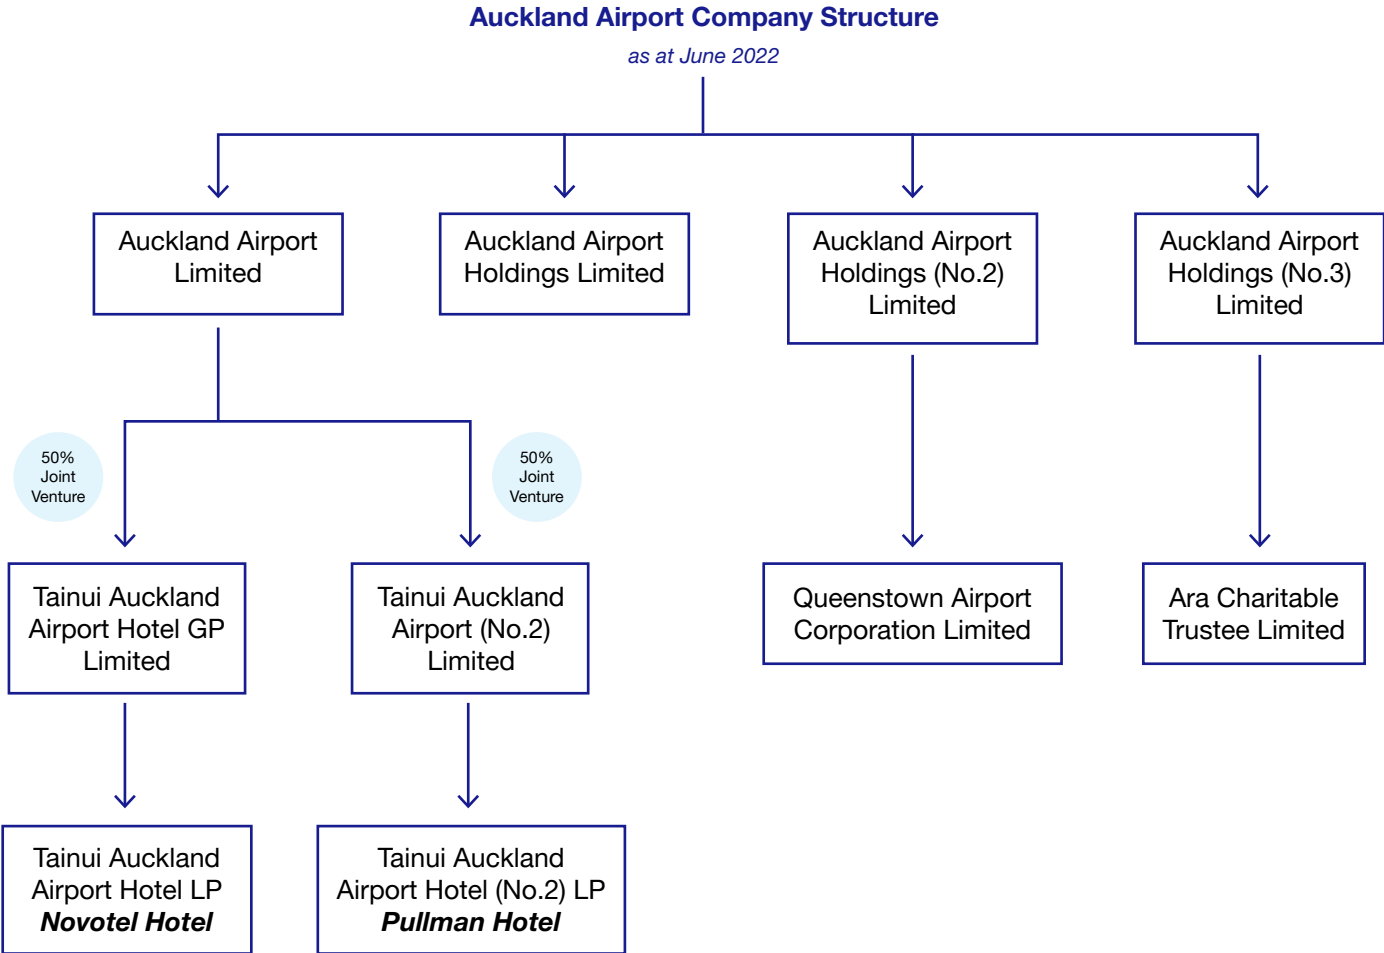 Auckland Airport Company Structure
as at June 2022
Auckland Airport
Limited
Auckland Airport
Holdings Limited
Auckland Airport
Holdings (No.2)
Limited
Auckland Airport
Holdings (No.3)
Limited
50%
Joint
Venture
50%
Joint
Venture
Tainui Auckland
Airport Hotel GP
Limited
Tainui Auckland
Airport (No.2)
Limited
Queenstown Airport
Corporation Limited
Ara Charitable
Trustee Limited
Tainui Auckland
Airport Hotel LP
Novotel Hotel
Tainui Auckland
Airport Hotel (No.2) LP
Pullman Hotel